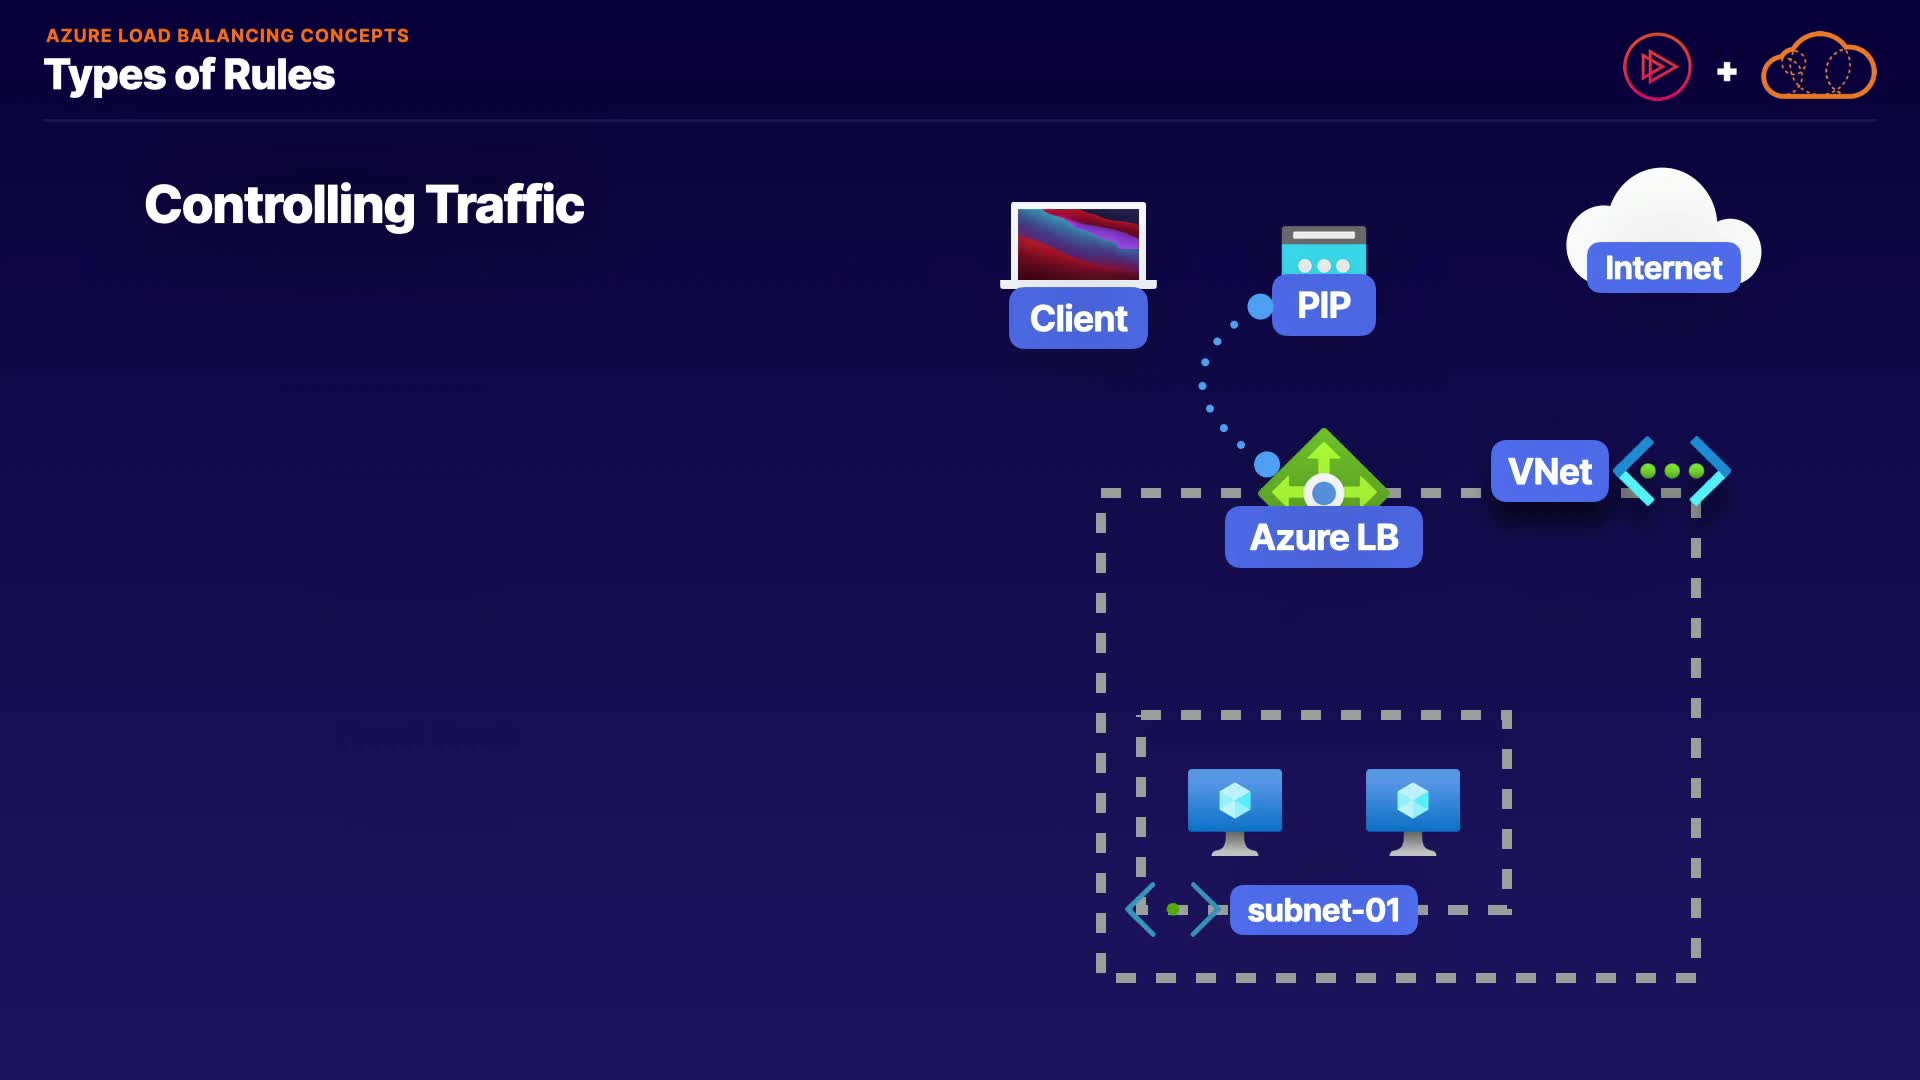 AZURE LOAD BALANCING CONCEPTS
Types of Rules
Controlling Traffic
Client
PIP
Internet
VNet
Azure LB
subnet-01